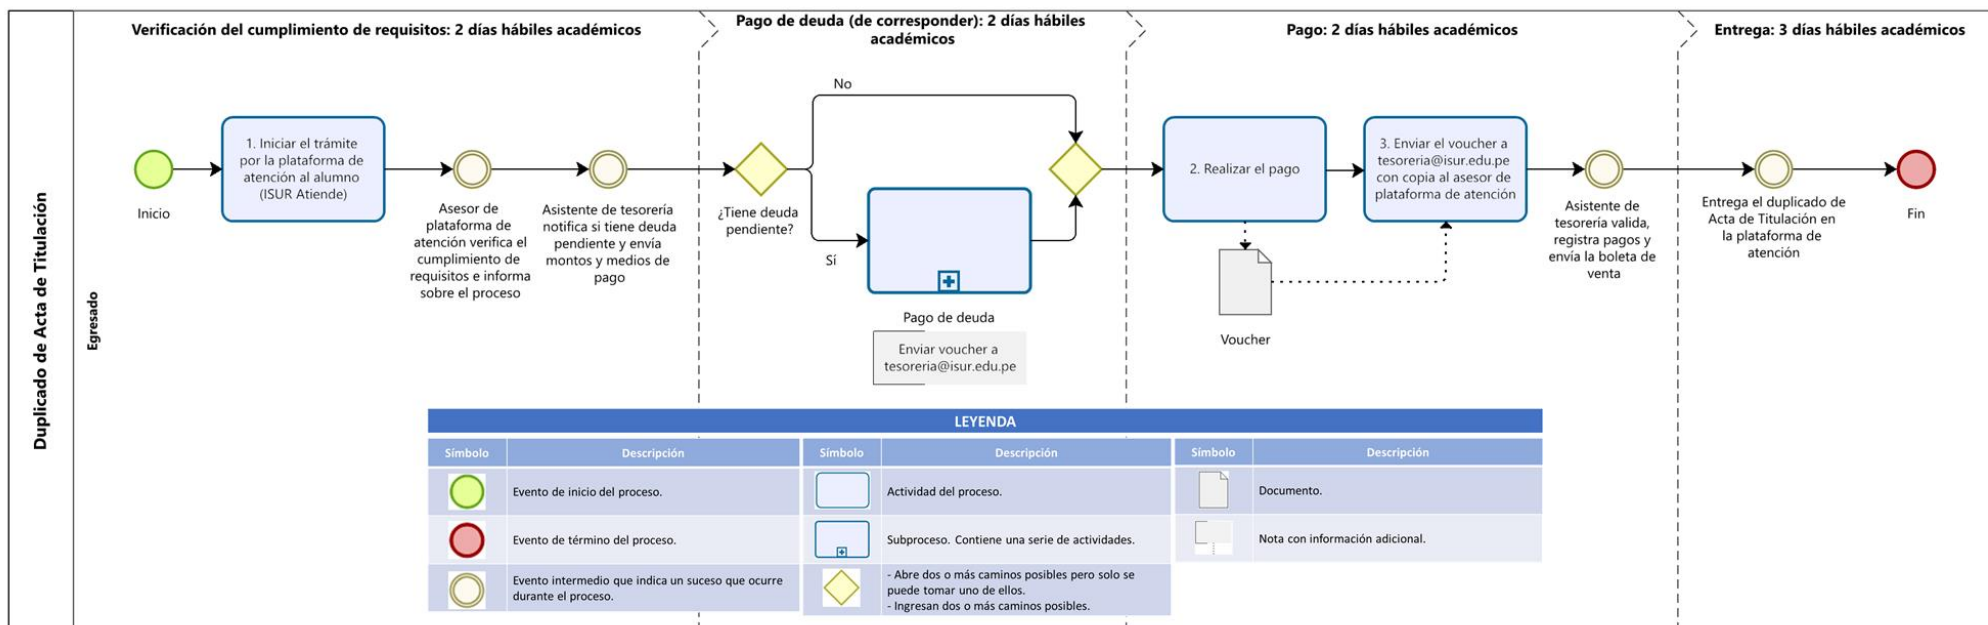 Duplicado de Acta de Titulación
Egresado
Verificación del cumplimiento de requisitos: 2 días hábiles académicos
Pago de deuda (de corresponder): 2 días hábiles
académicos
Pago: 2 días hábiles académicos
Entrega: 3 días hábiles académicos
Inicio
1. Iniciar el trámite
por la plataforma de
atención al alumno
(ISUR Atiende)
Asesor de
plataforma de
atención verifica el
cumplimiento de
requisitos e informa
sobre el proceso
Asistente de tesorería
notifica si tiene deuda
pendiente y envía
montos y medios de
pago
¿Tiene deuda
pendiente?
No
Sí
Pago de deuda
Enviar voucher a
tesoreria@isur.edu.pe
2. Realizar el pago
Voucher
3. Enviar el voucher a
tesoreria@isur.edu.pe
con copia al asesor de
plataforma de atención
Asistente de
tesorería valida,
registra pagos y
envía la boleta de
venta
Entrega el duplicado de
Acta de Titulación en
la plataforma de
atención
Fin
LEYENDA
Símbolo
Descripción
Símbolo
Descripción
Símbolo
Descripción
Evento de inicio del proceso.
Actividad del proceso.
Documento.
Evento de término del proceso.
Subproceso. Contiene una serie de actividades.
Nota con información adicional.
Evento intermedio que indica un suceso que ocurre
durante el proceso.
- Abre dos o más caminos posibles pero solo se
puede tomar uno de ellos.
- Ingresan dos o más caminos posibles.